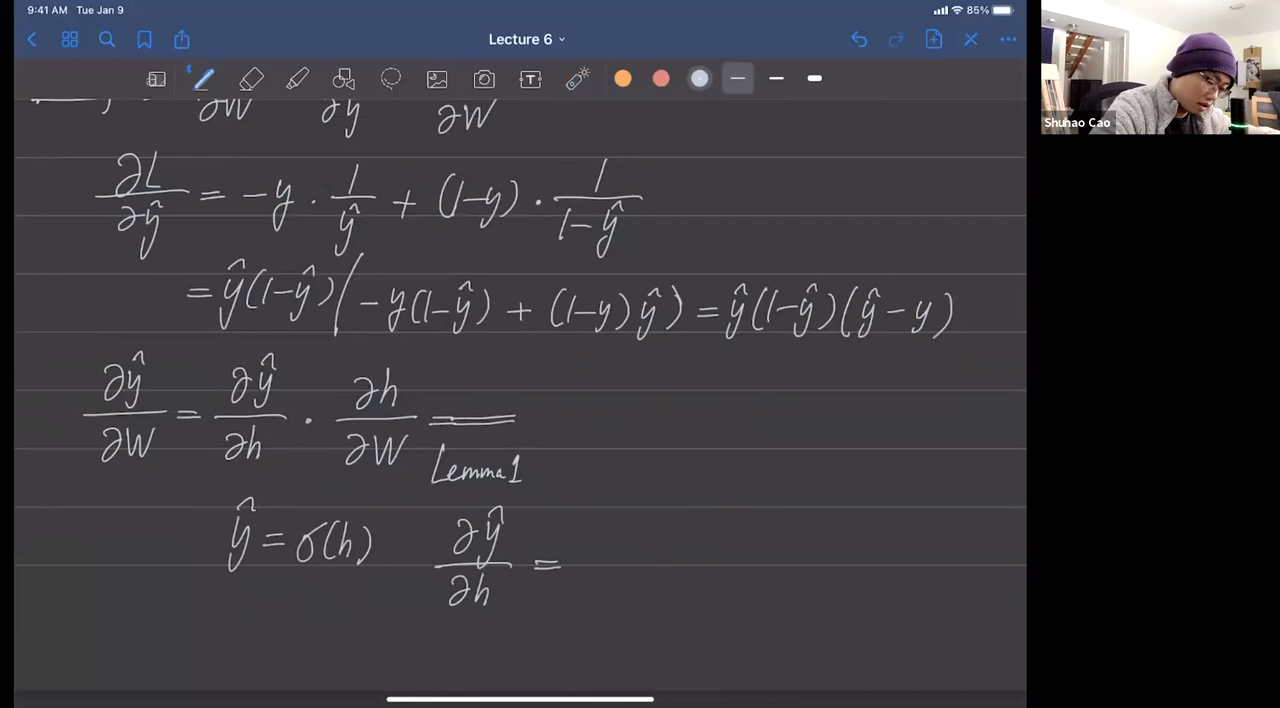 9:41 AM Tue Jan 9
85%
Lecture 6
Shuhao Cao
∂W ∂y ∂W
∂L/∂ŷ = -y · 1/ŷ + (1-y) · 1/(1-ŷ)
= ŷ(1-ŷ)(-y(1-ŷ) + (1-y)ŷ) = ŷ(1-ŷ)(ŷ-y)
∂ŷ/∂W = ∂ŷ/∂h · ∂h/∂W =
Lemma 1
ŷ = σ(h) ∂ŷ/∂h =